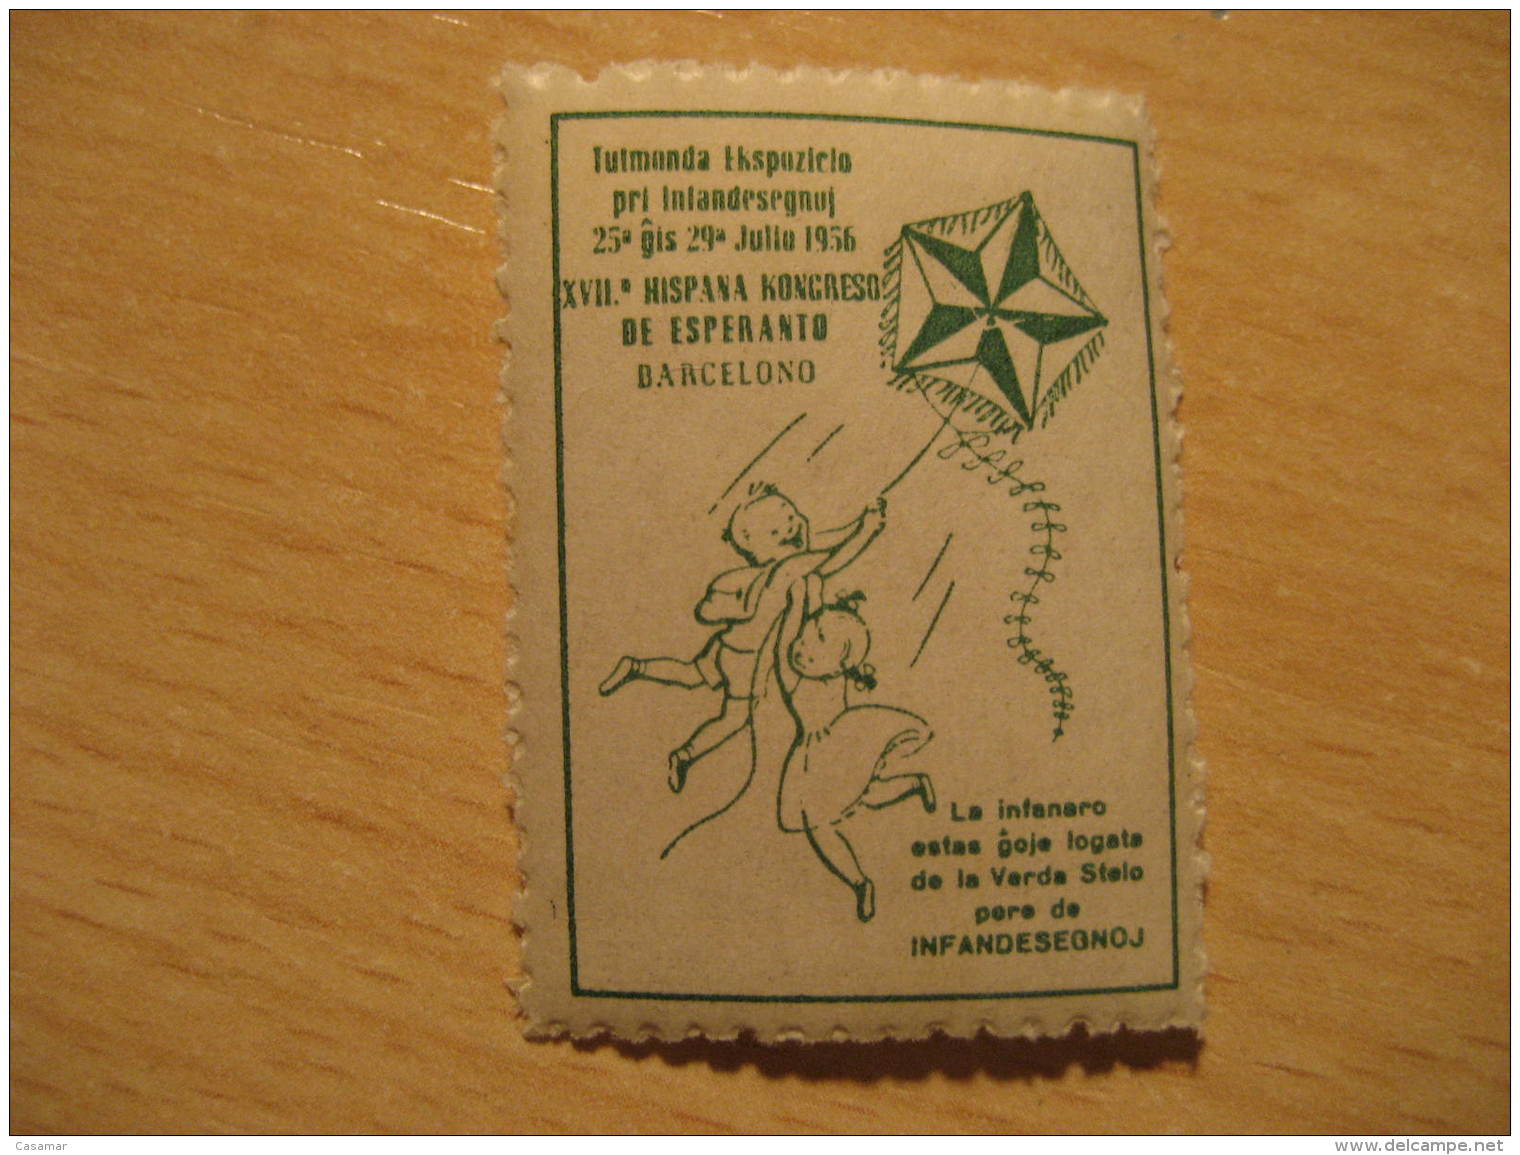 Tutmonda Ekspozicio
pri Infandesegnoj
25ª ĝis 29ª Julio 1956
XVII.ª HISPANA KONGRESO
DE ESPERANTO
BARCELONO
La infanaro
estas ĝoje logata
de la Verda Stelo
pere de
INFANDESEGNOJ
Casamar
www.delcampe.net